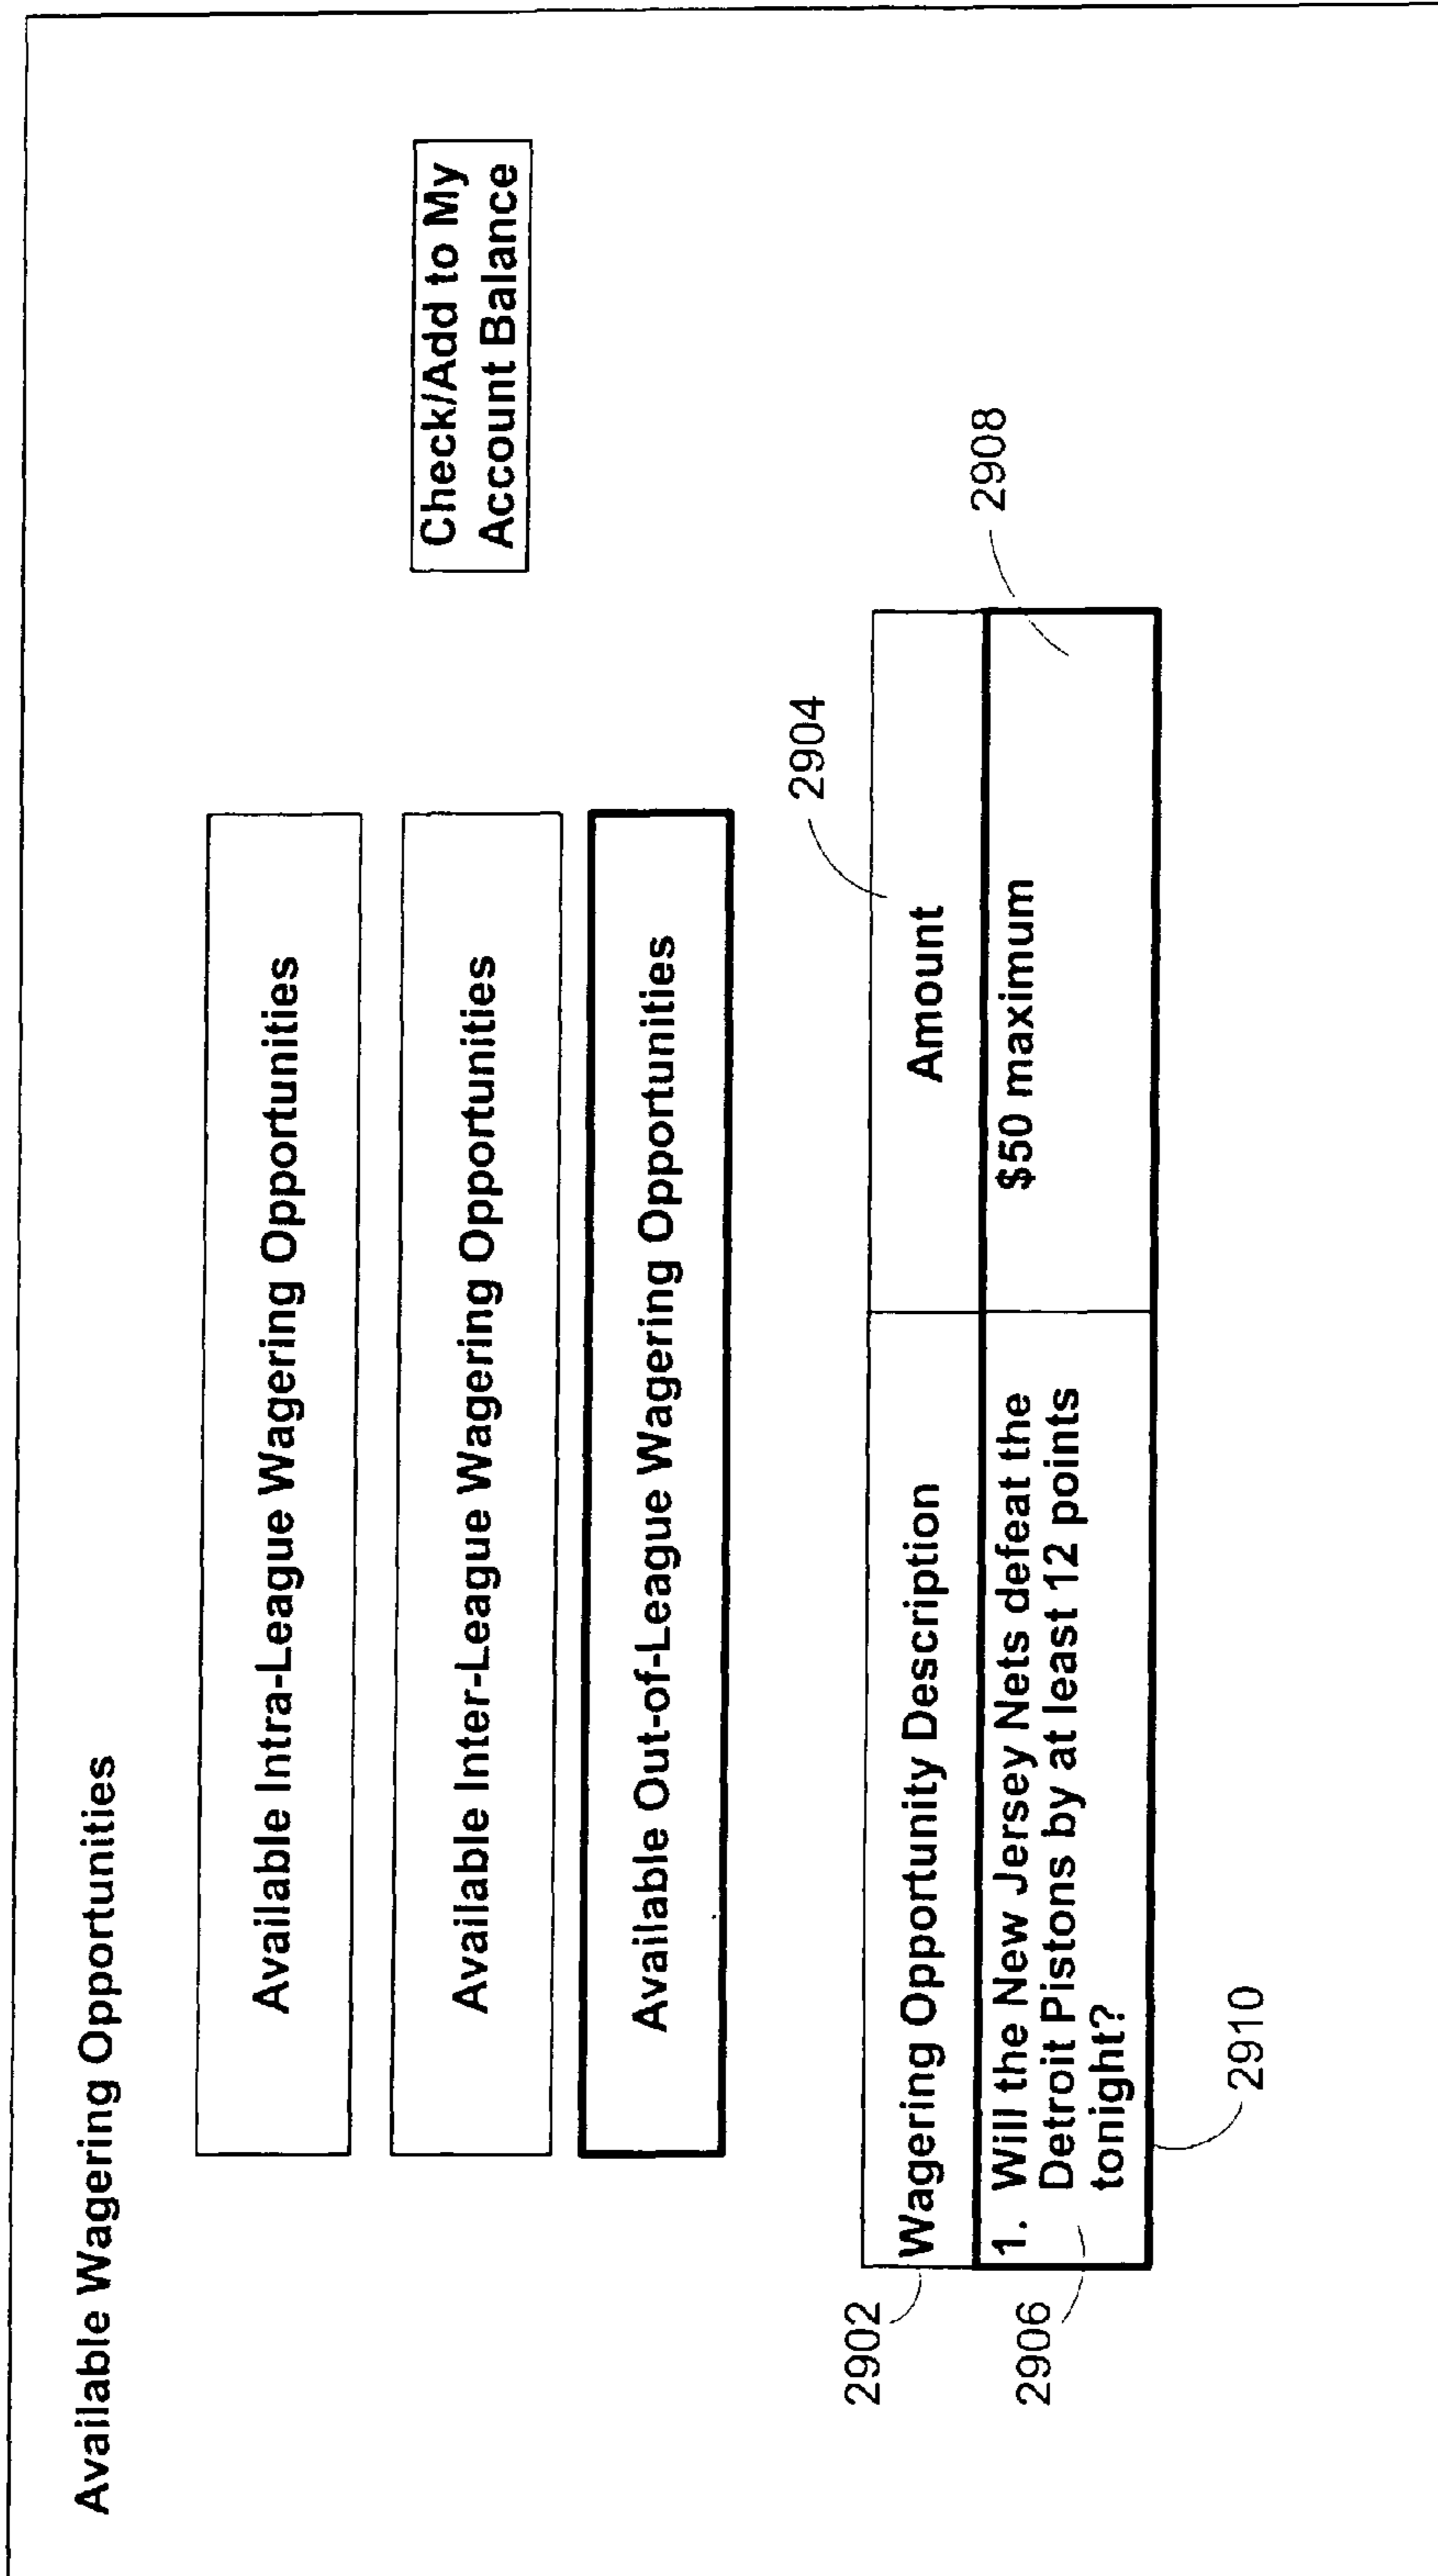 Available Wagering Opportunities
Available Intra-League Wagering Opportunities
Available Inter-League Wagering Opportunities
Check/Add to My
Account Balance
Available Out-of-League Wagering Opportunities
2904
2902
Wagering Opportunity Description
Amount
2908
2906
1. Will the New Jersey Nets defeat the
Detroit Pistons by at least 12 points
tonight?
$50 maximum
2910